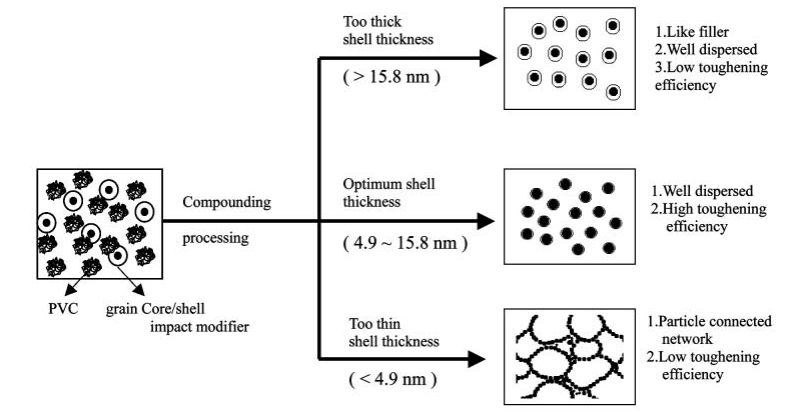 Too thick
shell thickness
( > 15.8 nm )
1.Like filler
2.Well dispersed
3.Low toughening
efficiency
Compounding
processing
Optimum shell
thickness
( 4.9 ~ 15.8 nm )
1.Well dispersed
2.High toughening
efficiency
PVC
grain Core/shell
impact modifier
Too thin
shell thickness
( < 4.9 nm )
1.Particle connected
network
2.Low toughening
efficiency